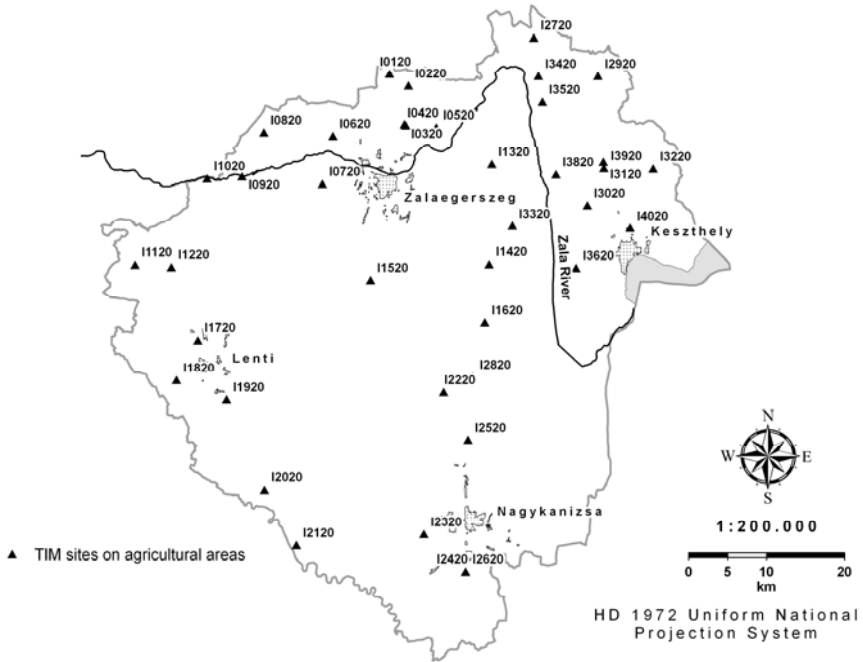 I2720
I0120
I3420
I2920
I0220
I3520
I0420
I0520
I0820
I0620
I0320
I1320
I3820
I3920
I3220
I3120
I1020
I0920
I0720
Zalaegerszeg
I3020
I3320
I4020
Keszthely
Zala River
I1120
I1220
I1420
I3620
I1520
I1620
I1720
Lenti
I2820
I1820
I2220
I1920
I2520
I2020
Nagykanizsa
I2320
I2120
I2420
I2620
TIM sites on agricultural areas
N
W
E
S
1:200.000
0 5 10 20
km
HD 1972 Uniform National
Projection System